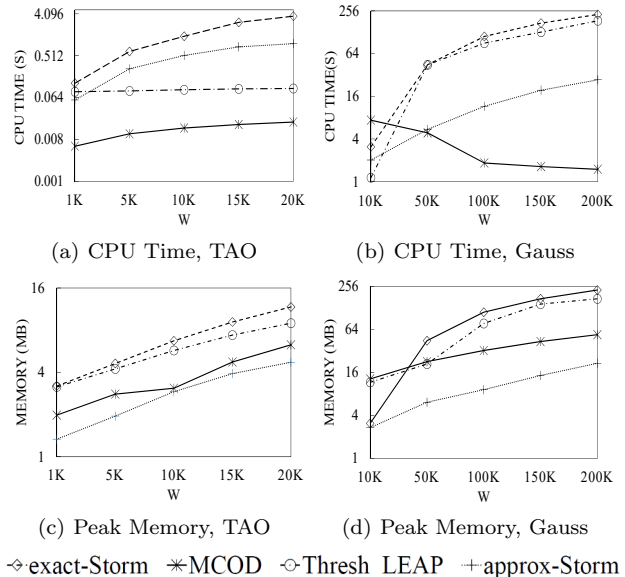 4.096
0.512
0.064
0.008
0.001
CPU TIME (S)
1K 5K 10K 15K 20K
W
(a) CPU Time, TAO
256
64
16
4
1
CPU TIME(S)
10K 50K 100K 150K 200K
W
(b) CPU Time, Gauss
16
4
1
MEMORY (MB)
1K 5K 10K 15K 20K
W
(c) Peak Memory, TAO
256
64
16
4
1
MEMORY (MB)
10K 50K 100K 150K 200K
W
(d) Peak Memory, Gauss
exact-Storm MCOD Thresh_LEAP approx-Storm